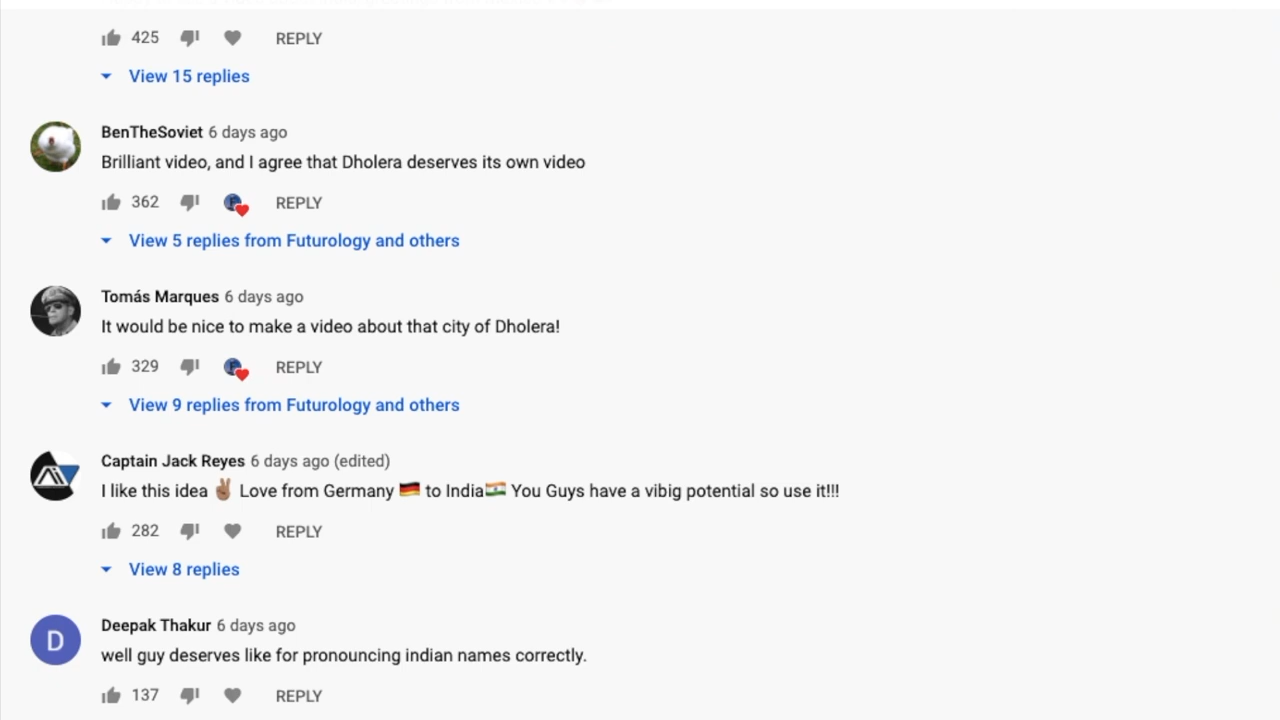 425 REPLY
View 15 replies
BenTheSoviet 6 days ago
Brilliant video, and I agree that Dholera deserves its own video
362 REPLY
View 5 replies from Futurology and others
Tomás Marques 6 days ago
It would be nice to make a video about that city of Dholera!
329 REPLY
View 9 replies from Futurology and others
Captain Jack Reyes 6 days ago (edited)
I like this idea ✌🏽 Love from Germany 🇩🇪 to India🇮🇳 You Guys have a vibig potential so use it!!!
282 REPLY
View 8 replies
D
Deepak Thakur 6 days ago
well guy deserves like for pronouncing indian names correctly.
137 REPLY